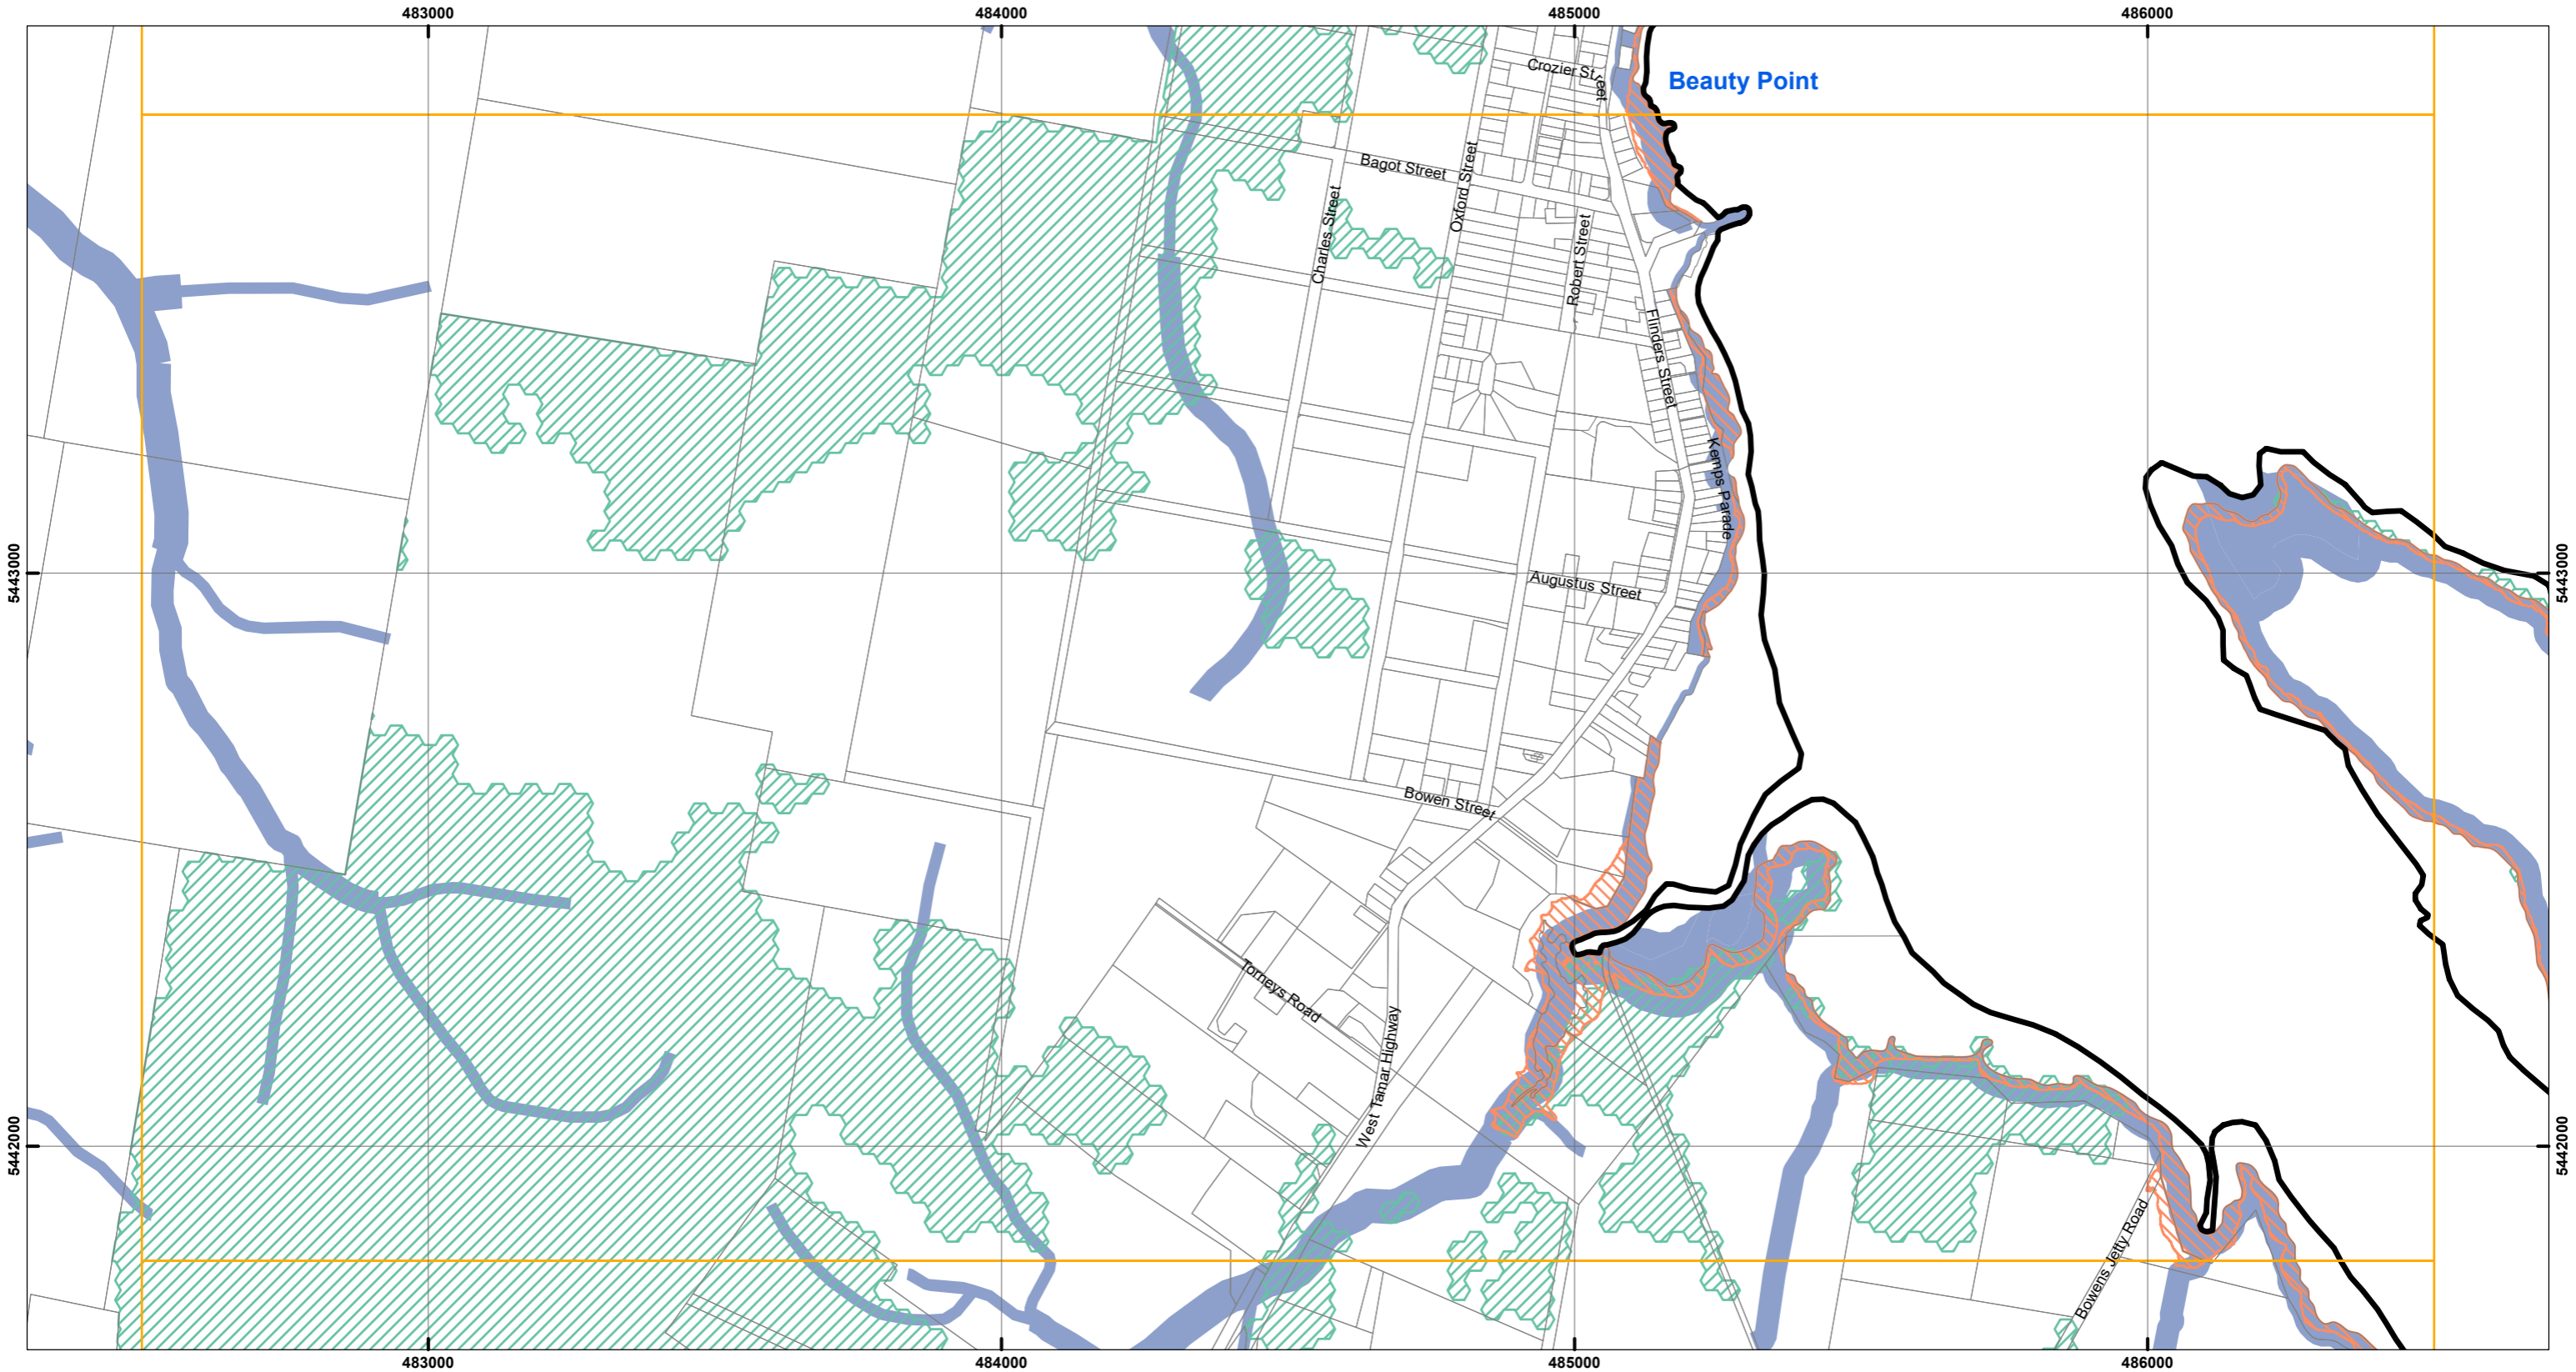 483000
484000
485000
486000
Crozier Street
Beauty Point
Bagot Street
Oxford Street
Charles Street
Robert Street
Flinders Street
Kemps Parade
5443000
5443000
Augustus Street
Bowen Street
Torneys Road
West Tamar Highway
5442000
5442000
Bowens Jetty Road
483000
484000
485000
486000